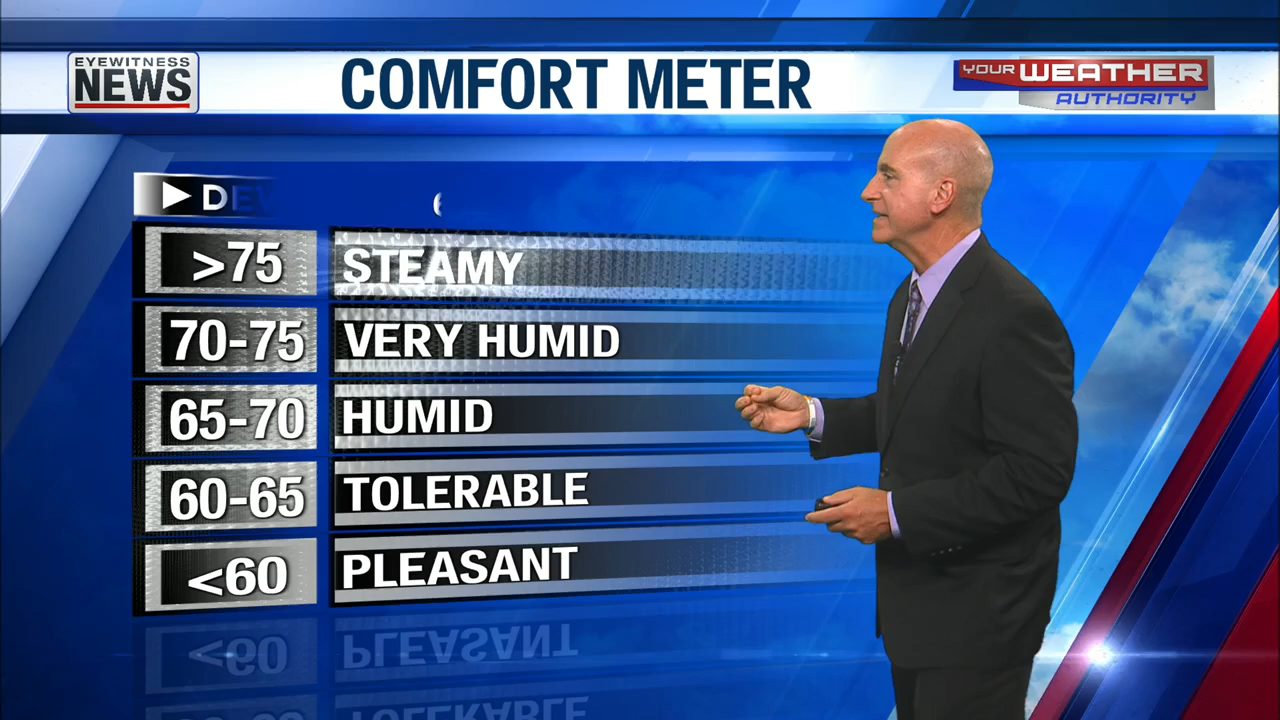 EYEWITNESS
NEWS
COMFORT METER
YOUR WEATHER
AUTHORITY
>75 STEAMY
70-75 VERY HUMID
65-70 HUMID
60-65 TOLERABLE
<60 PLEASANT